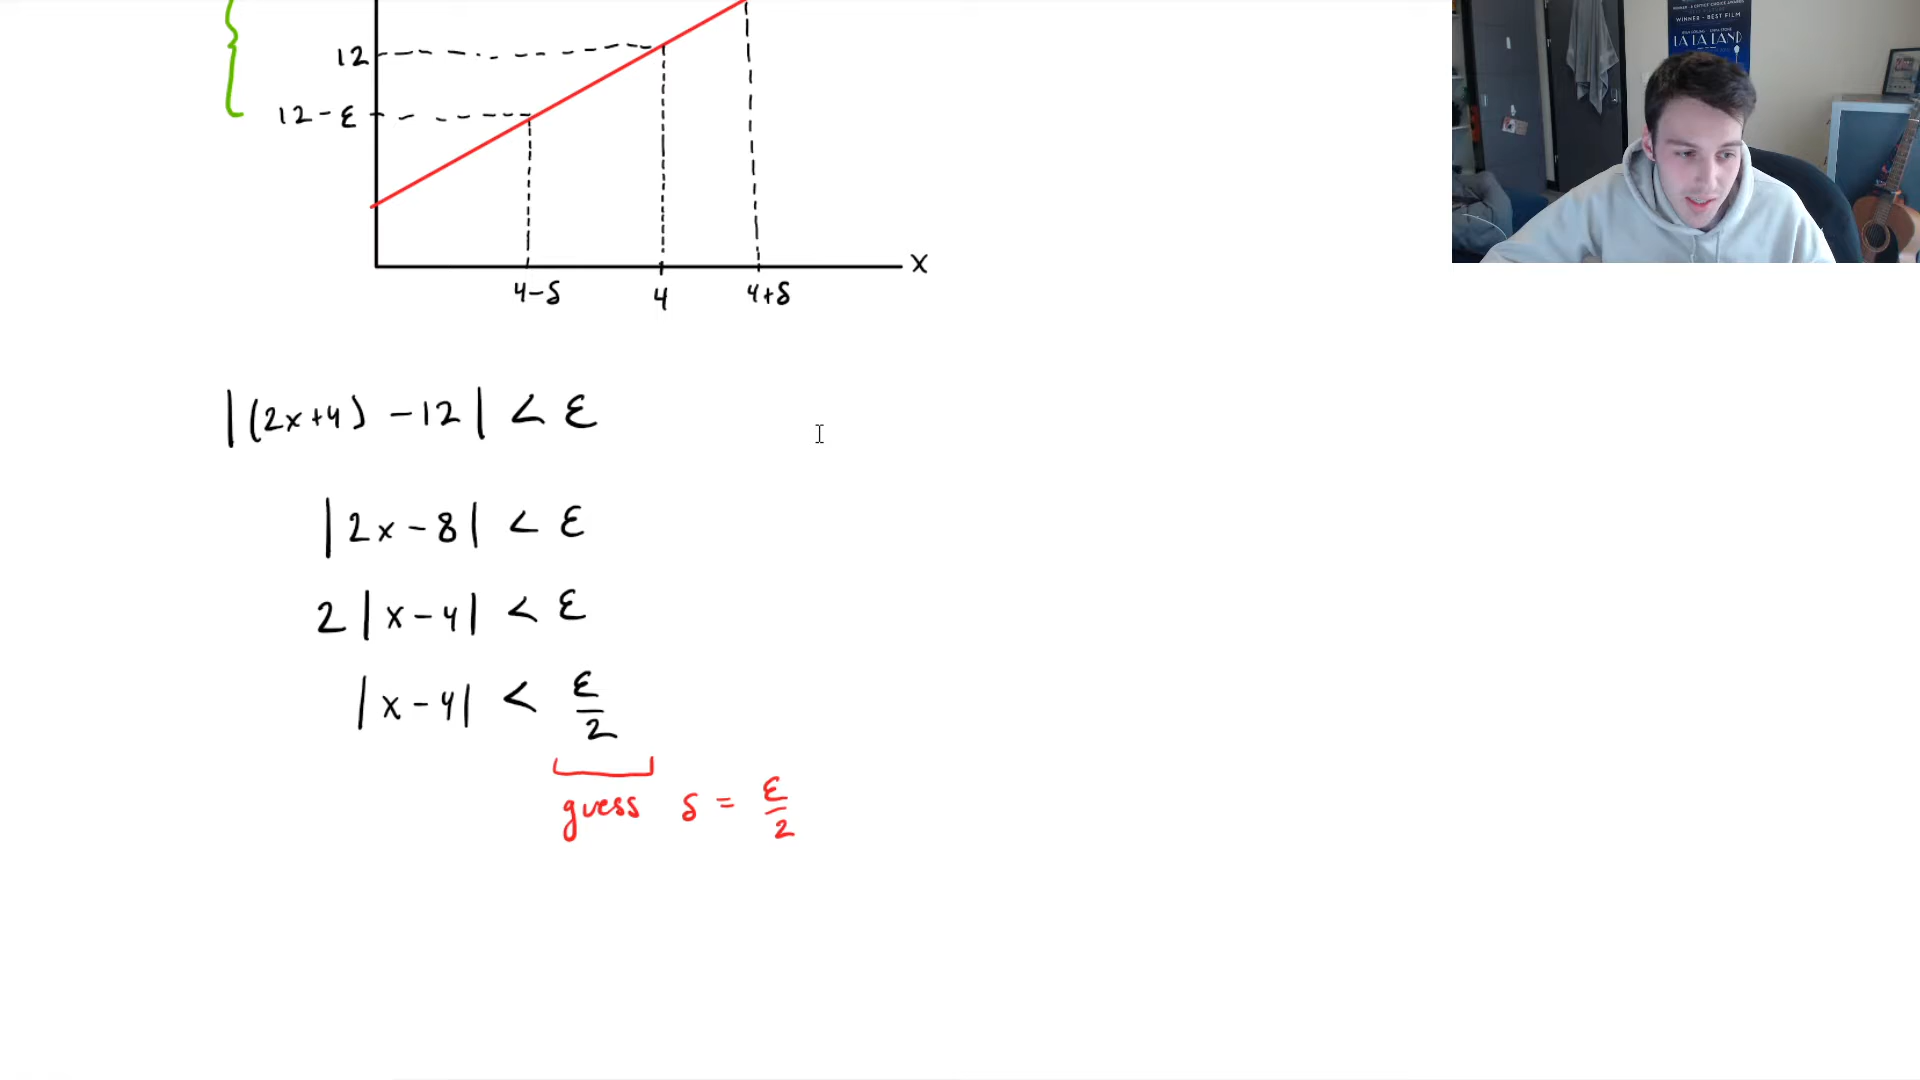 WINNER - BEST FILM
LA LA LAND
12
12-ε
x
4-δ 4 4+δ
|(2x+4) -12| < ε
|2x-8| < ε
2|x-4| < ε
|x-4| < ε/2
guess δ = ε/2